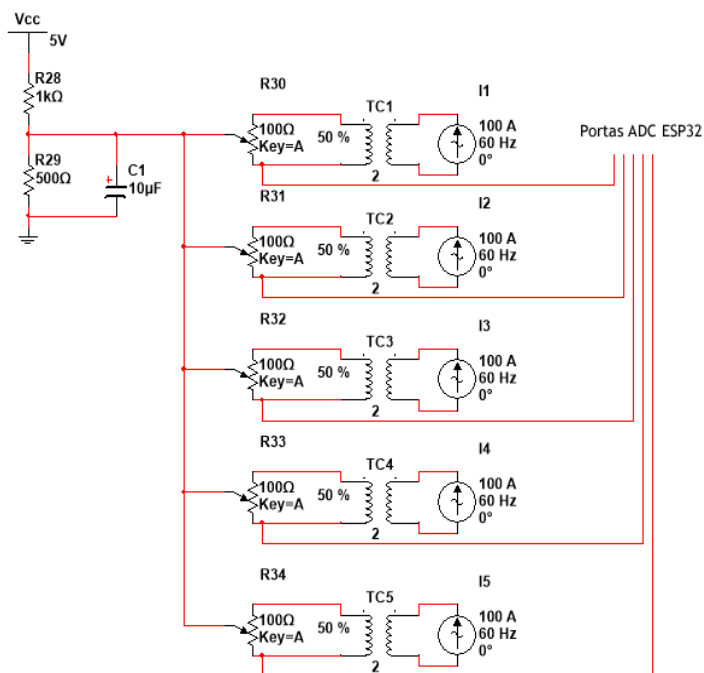 Vcc
5V
R28
1kΩ
R29
500Ω
C1
+
10µF
Portas ADC ESP32
R30
100Ω
Key=A
50 %
TC1
2
I1
100 A
60 Hz
0°
R31
100Ω
Key=A
50 %
TC2
2
I2
100 A
60 Hz
0°
R32
100Ω
Key=A
50 %
TC3
2
I3
100 A
60 Hz
0°
R33
100Ω
Key=A
50 %
TC4
2
I4
100 A
60 Hz
0°
R34
100Ω
Key=A
50 %
TC5
2
I5
100 A
60 Hz
0°